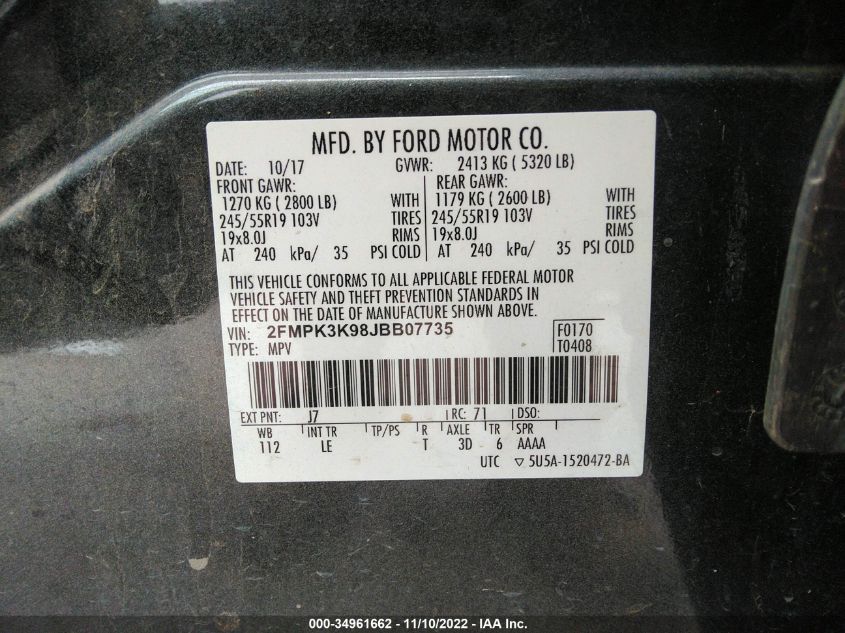 MFD. BY FORD MOTOR CO.
DATE: 10/17 GVWR: 2413 KG ( 5320 LB)
FRONT GAWR: REAR GAWR:
1270 KG ( 2800 LB) WITH 1179 KG ( 2600 LB) WITH
245/55R19 103V TIRES 245/55R19 103V TIRES
19x8.0J RIMS 19x8.0J RIMS
AT 240 kPa/ 35 PSI COLD AT 240 kPa/ 35 PSI COLD
THIS VEHICLE CONFORMS TO ALL APPLICABLE FEDERAL MOTOR
VEHICLE SAFETY AND THEFT PREVENTION STANDARDS IN
EFFECT ON THE DATE OF MANUFACTURE SHOWN ABOVE.
VIN: 2FMPK3K98JBB07735 F0170
TYPE: MPV T0408
EXT PNT: J7 RC: 71 DSO:
WB INT TR TP/PS R AXLE TR SPR
112 LE T 3D 6 AAAA
UTC ▽ 5U5A-1520472-BA
000-34961662 - 11/10/2022 - IAA Inc.